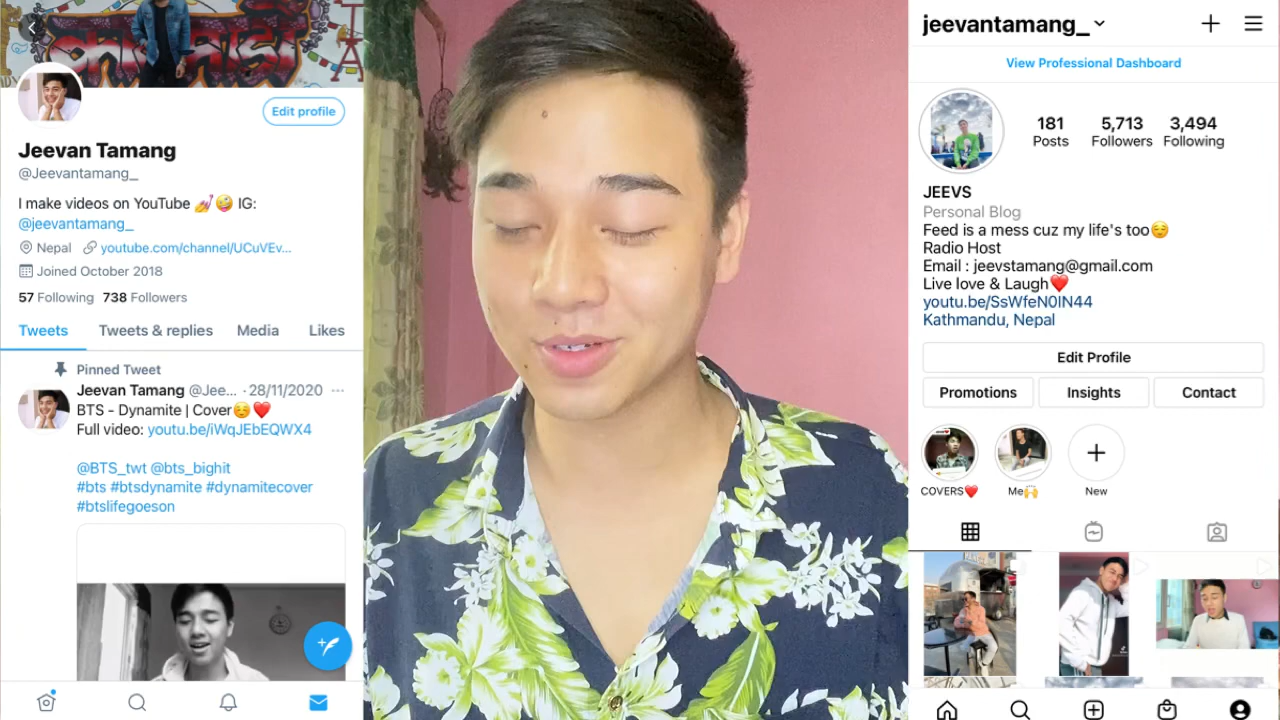 Edit profile
Jeevan Tamang
@Jeevantamang_
I make videos on YouTube 💅🤪 IG:
@jeevantamang_
Nepal youtube.com/channel/UCuVEv...
Joined October 2018
57 Following 738 Followers
Tweets Tweets & replies Media Likes
Pinned Tweet
Jeevan Tamang @Jee... · 28/11/2020 ...
BTS - Dynamite | Cover☺️❤️
Full video: youtu.be/iWqJEbEQWX4
@BTS_twt @bts_bighit
#bts #btsdynamite #dynamitecover
#btslifegoeson
jeevantamang_
View Professional Dashboard
181 5,713 3,494
Posts Followers Following
JEEVS
Personal Blog
Feed is a mess cuz my life's too😌
Radio Host
Email : jeevstamang@gmail.com
Live love & Laugh❤️
youtu.be/SsWfeN0lN44
Kathmandu, Nepal
Edit Profile
Promotions Insights Contact
COVERS❤️ Me🙌 New